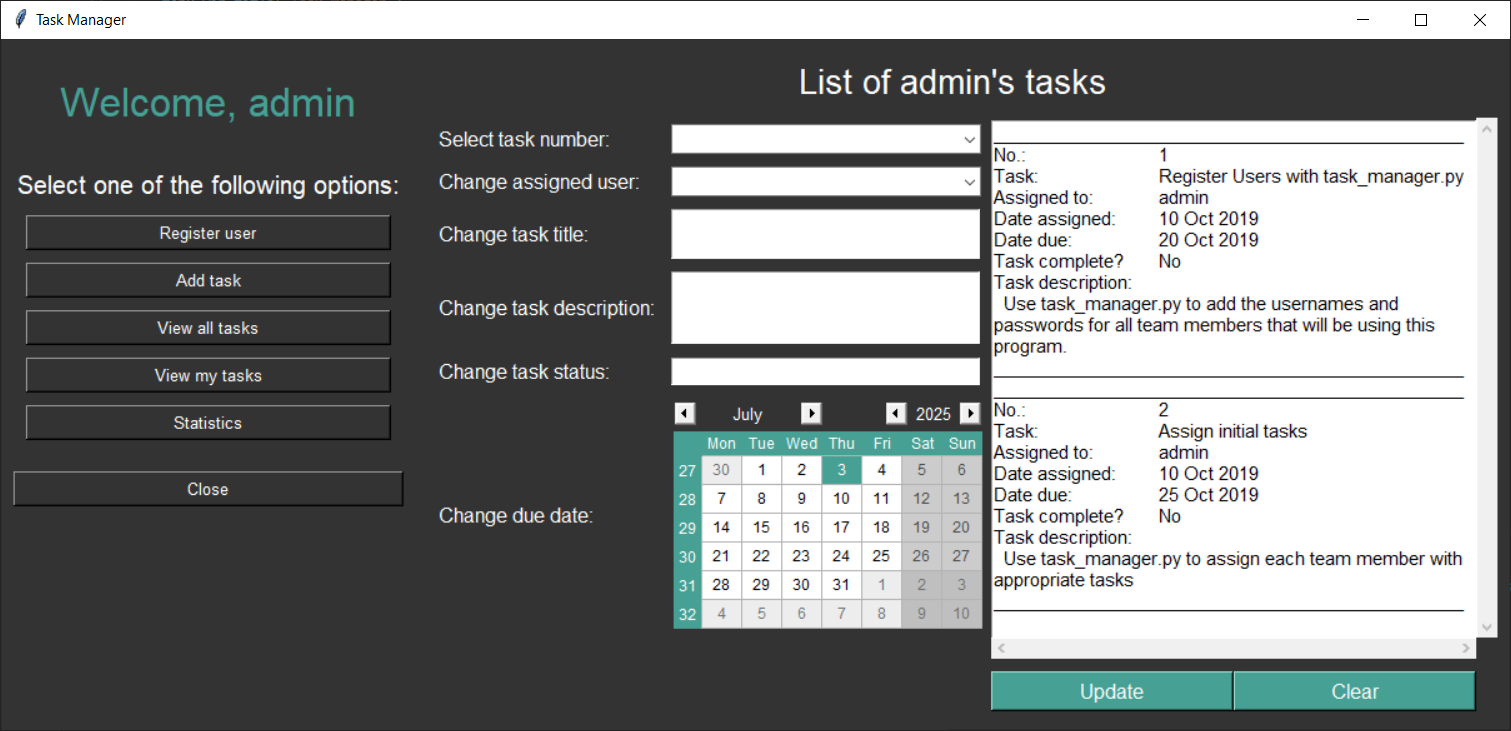 Task Manager
Welcome, admin
Select one of the following options:
Register user
Add task
View all tasks
View my tasks
Statistics
Close
List of admin's tasks
Select task number:
Change assigned user:
Change task title:
Change task description:
Change task status:
Change due date:
July 2025
Mon Tue Wed Thu Fri Sat Sun
27 30 1 2 3 4 5 6
28 7 8 9 10 11 12 13
29 14 15 16 17 18 19 20
30 21 22 23 24 25 26 27
31 28 29 30 31 1 2 3
32 4 5 6 7 8 9 10
No.: 1
Task: Register Users with task_manager.py
Assigned to: admin
Date assigned: 10 Oct 2019
Date due: 20 Oct 2019
Task complete? No
Task description:
Use task_manager.py to add the usernames and
passwords for all team members that will be using this
program.
No.: 2
Task: Assign initial tasks
Assigned to: admin
Date assigned: 10 Oct 2019
Date due: 25 Oct 2019
Task complete? No
Task description:
Use task_manager.py to assign each team member with
appropriate tasks
Update
Clear